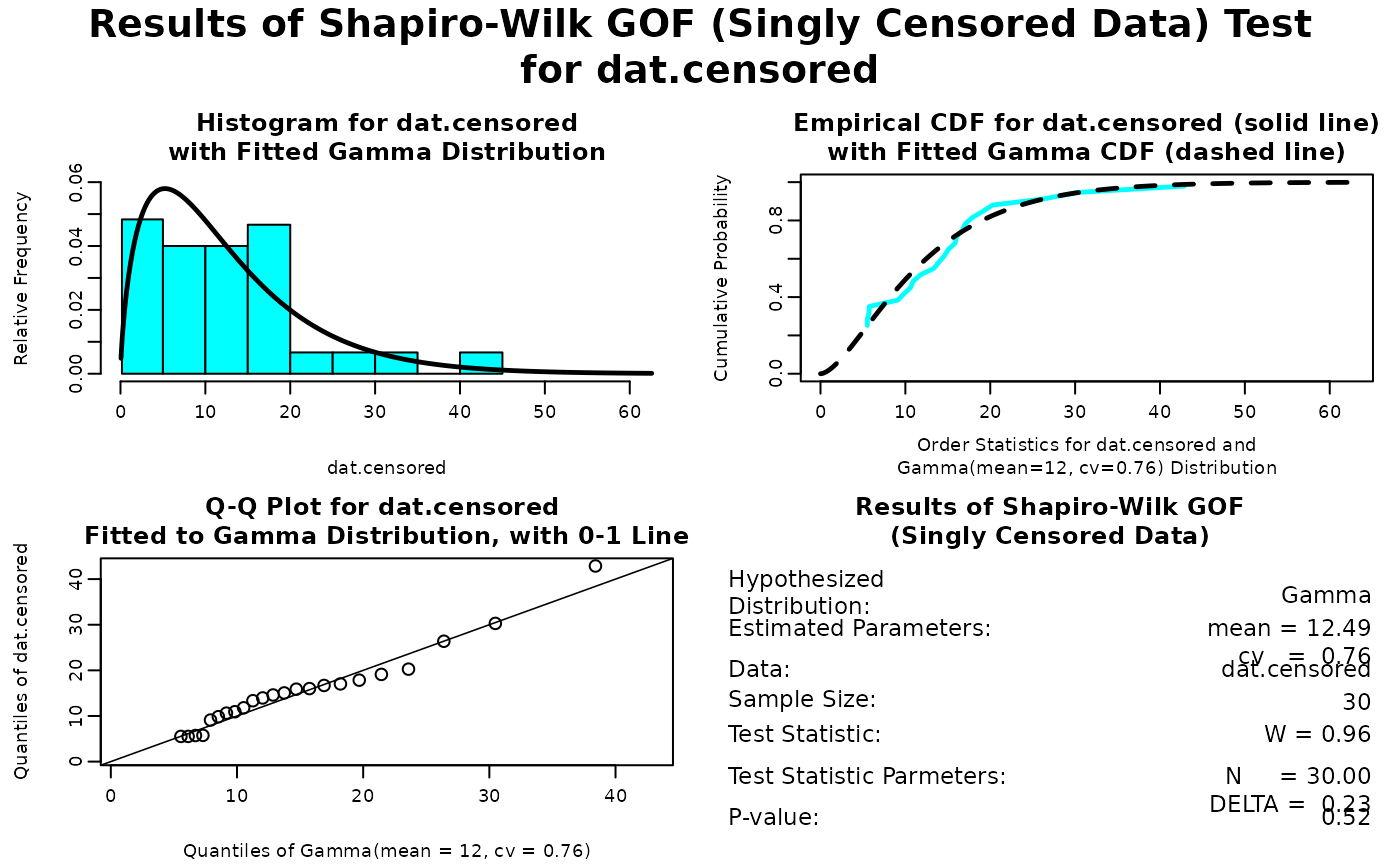 Results of Shapiro-Wilk GOF (Singly Censored Data) Test
for dat.censored
Histogram for dat.censored
with Fitted Gamma Distribution
Relative Frequency
0.00 0.02 0.04 0.06
0 10 20 30 40 50 60
dat.censored
Empirical CDF for dat.censored (solid line)
with Fitted Gamma CDF (dashed line)
Cumulative Probability
0.0 0.4 0.8
0 10 20 30 40 50 60
Order Statistics for dat.censored and
Gamma(mean=12, cv=0.76) Distribution
Q-Q Plot for dat.censored
Fitted to Gamma Distribution, with 0-1 Line
Quantiles of dat.censored
0 10 20 30 40
0 10 20 30 40
Quantiles of Gamma(mean = 12, cv = 0.76)
Results of Shapiro-Wilk GOF
(Singly Censored Data)
Hypothesized
Distribution:
Gamma
Estimated Parameters: mean = 12.49
cv = 0.76
Data: dat.censored
Sample Size: 30
Test Statistic: W = 0.96
Test Statistic Parmeters: N = 30.00
DELTA = 0.23
P-value: 0.52